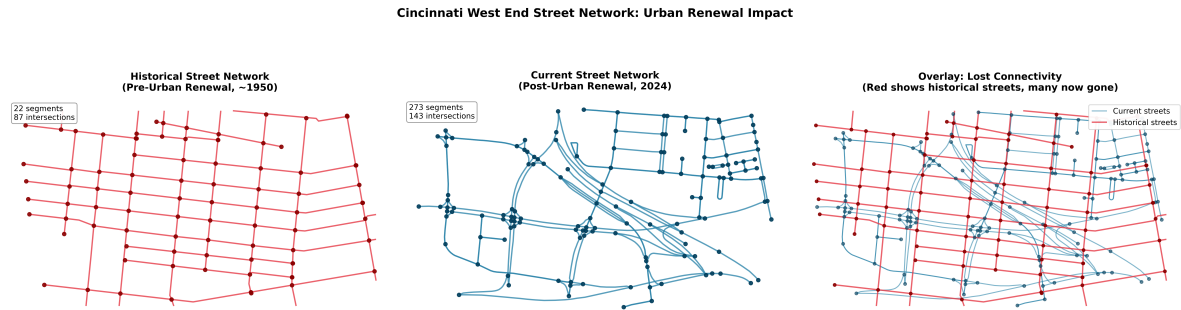 Cincinnati West End Street Network: Urban Renewal Impact
Historical Street Network
(Pre-Urban Renewal, ~1950)
22 segments
87 intersections
Current Street Network
(Post-Urban Renewal, 2024)
273 segments
143 intersections
Overlay: Lost Connectivity
(Red shows historical streets, many now gone)
Current streets
Historical streets